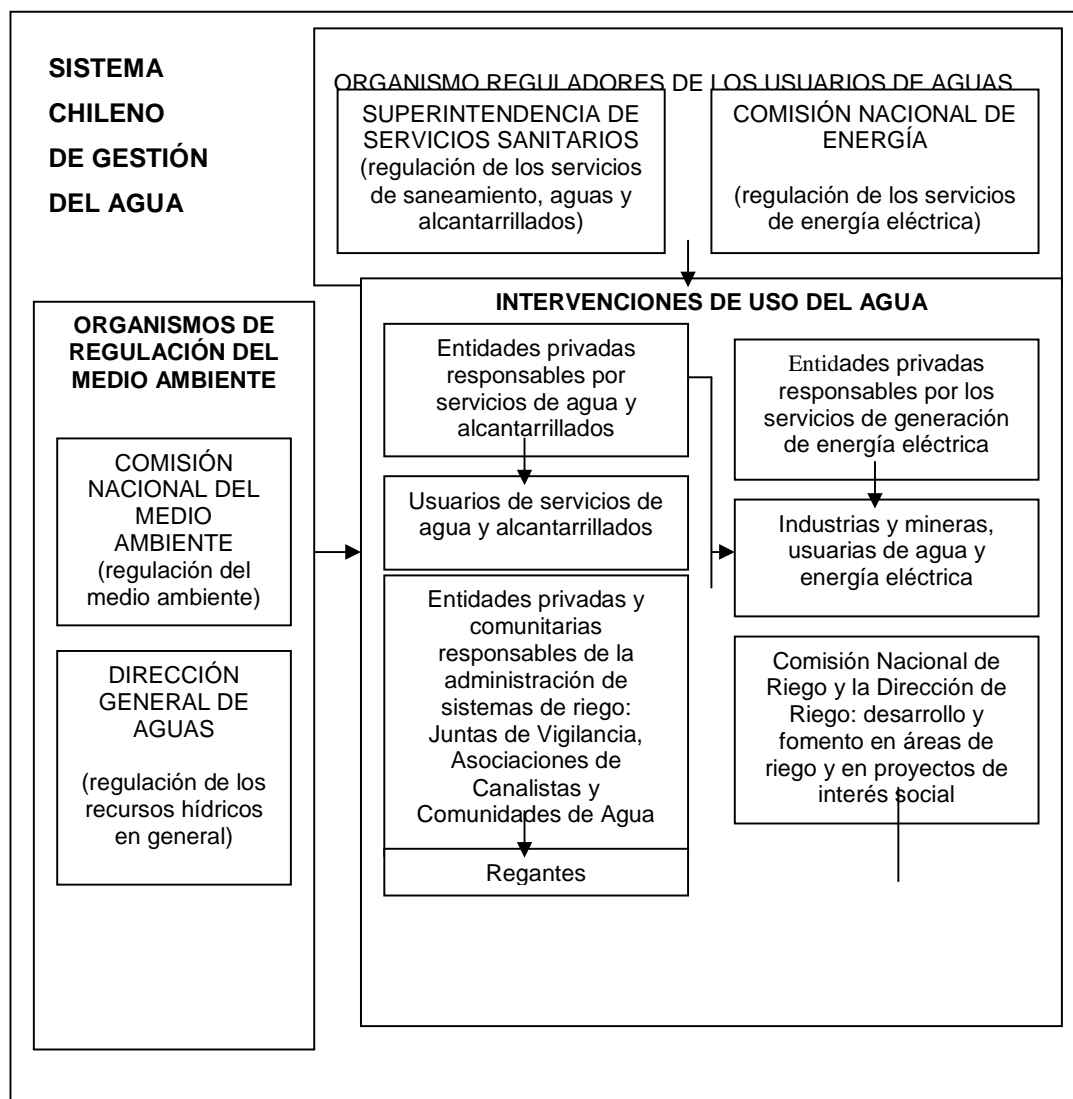 SISTEMA
CHILENO
DE GESTIÓN
DEL AGUA
ORGANISMO REGULADORES DE LOS USUARIOS DE AGUAS
SUPERINTENDENCIA DE
SERVICIOS SANITARIOS
(regulación de los servicios
de saneamiento, aguas y
alcantarrillados)
COMISIÓN NACIONAL DE
ENERGÍA
(regulación de los servicios
de energía eléctrica)
ORGANISMOS DE
REGULACIÓN DEL
MEDIO AMBIENTE
COMISIÓN
NACIONAL DEL
MEDIO
AMBIENTE
(regulación del
medio ambiente)
DIRECCIÓN
GENERAL DE
AGUAS
(regulación de los
recursos hídricos
en general)
INTERVENCIONES DE USO DEL AGUA
Entidades privadas
responsables por
servicios de agua y
alcantarrillados
Usuarios de servicios de
agua y alcantarrillados
Entidades privadas y
comunitarias
responsables de la
administración de
sistemas de riego:
Juntas de Vigilancia,
Asociaciones de
Canalistas y
Comunidades de Agua
Regantes
Entidades privadas
responsables por los
servicios de generación
de energía eléctrica
Industrias y mineras,
usuarias de agua y
energía eléctrica
Comisión Nacional de
Riego y la Dirección de
Riego: desarrollo y
fomento en áreas de
riego y en proyectos de
interés social